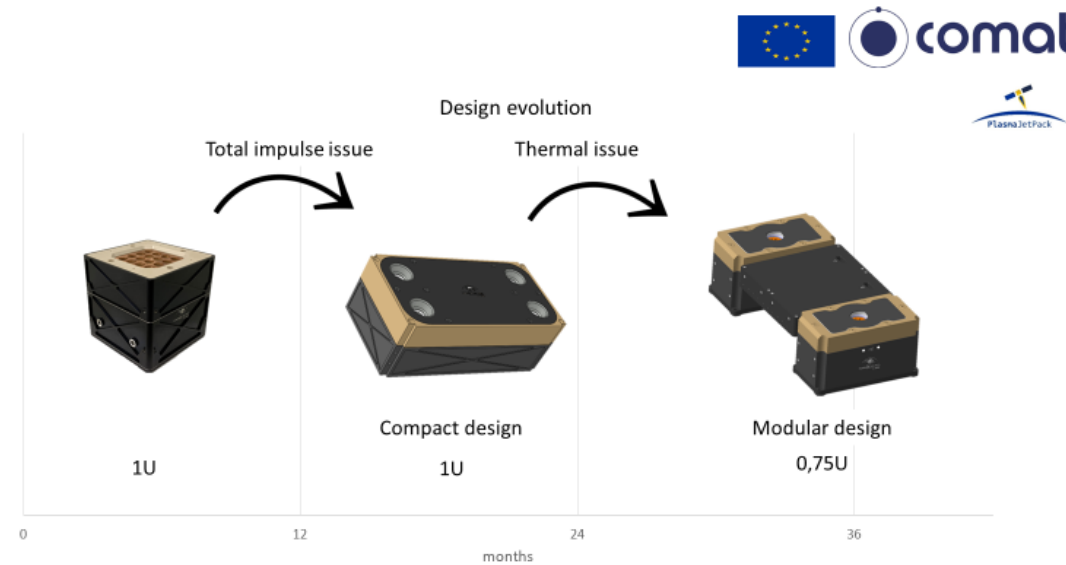 comat
PlasmaJetPack
Design evolution
Total impulse issue
Thermal issue
Compact design
Modular design
1U
1U
0,75U
0
12
24
36
months